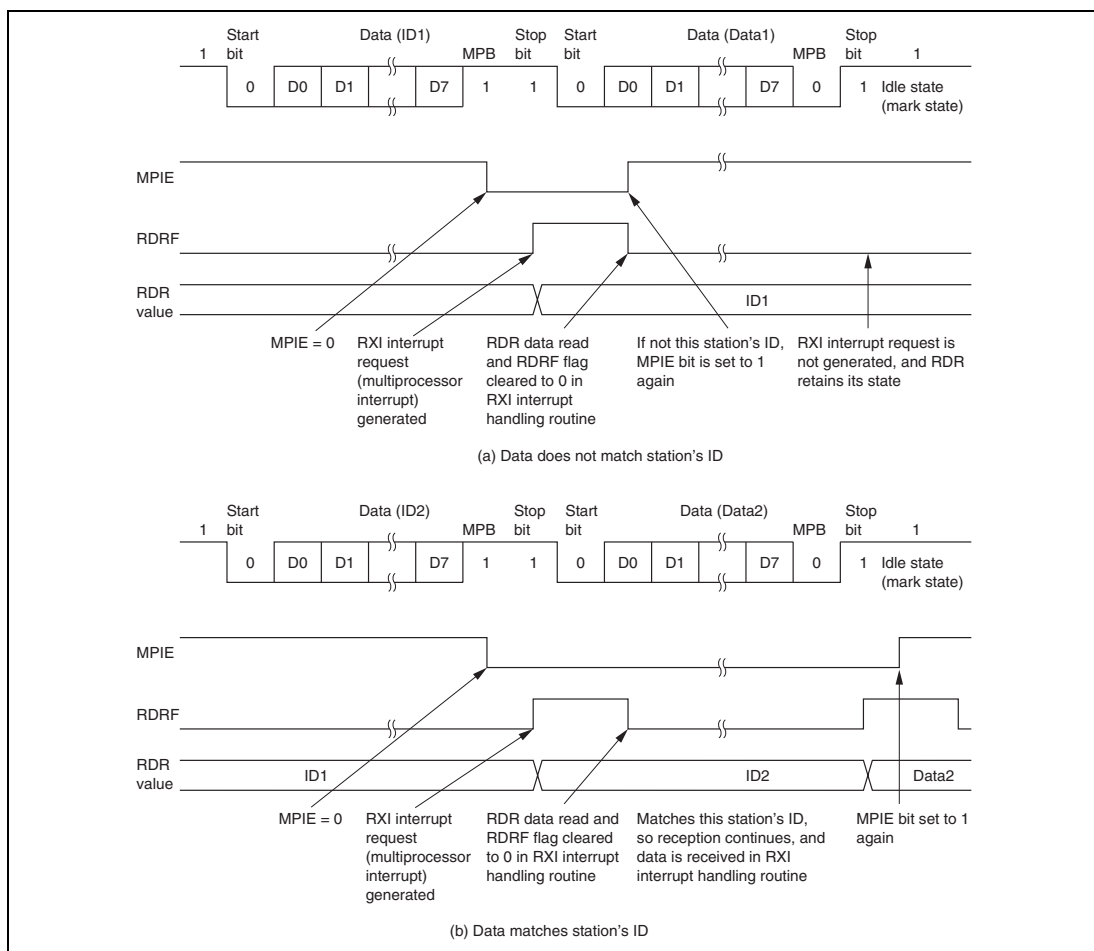 Start bit Data (ID1) MPB Stop bit Start bit Data (Data1) MPB Stop bit
1 1
0 D0 D1 D7 1 1 0 D0 D1 D7 0 1 Idle state (mark state)
MPIE
RDRF
RDR value
ID1
MPIE = 0
RXI interrupt
request
(multiprocessor
interrupt)
generated
RDR data read
and RDRF flag
cleared to 0 in
RXI interrupt
handling routine
If not this station's ID,
MPIE bit is set to 1
again
RXI interrupt request is
not generated, and RDR
retains its state
(a) Data does not match station's ID
Start bit Data (ID2) MPB Stop bit Start bit Data (Data2) MPB Stop bit
1 1
0 D0 D1 D7 1 1 0 D0 D1 D7 0 1 Idle state (mark state)
MPIE
RDRF
RDR value
ID1 ID2 Data2
MPIE = 0
RXI interrupt
request
(multiprocessor
interrupt)
generated
RDR data read and
RDRF flag cleared
to 0 in RXI interrupt
handling routine
Matches this station's ID,
so reception continues, and
data is received in RXI
interrupt handling routine
MPIE bit set to 1
again
(b) Data matches station's ID